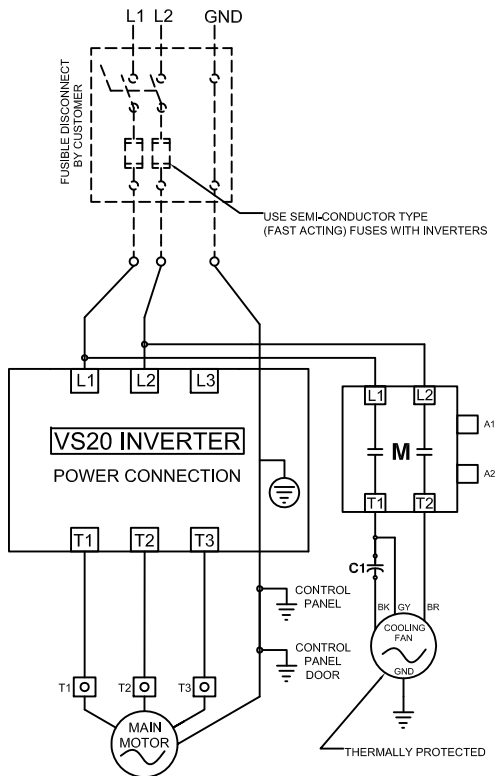 L1 L2 GND
FUSIBLE DISCONNECT
BY CUSTOMER
USE SEMI-CONDUCTOR TYPE
(FAST ACTING) FUSES WITH INVERTERS
L1 L2 L3
VS20 INVERTER
POWER CONNECTION
T1 T2 T3
L1 L2
M
A1
A2
T1 T2
C1
BK GY BR
COOLING
FAN
GND
CONTROL
PANEL
CONTROL
PANEL
DOOR
T1 T2 T3
MAIN
MOTOR
THERMALLY PROTECTED